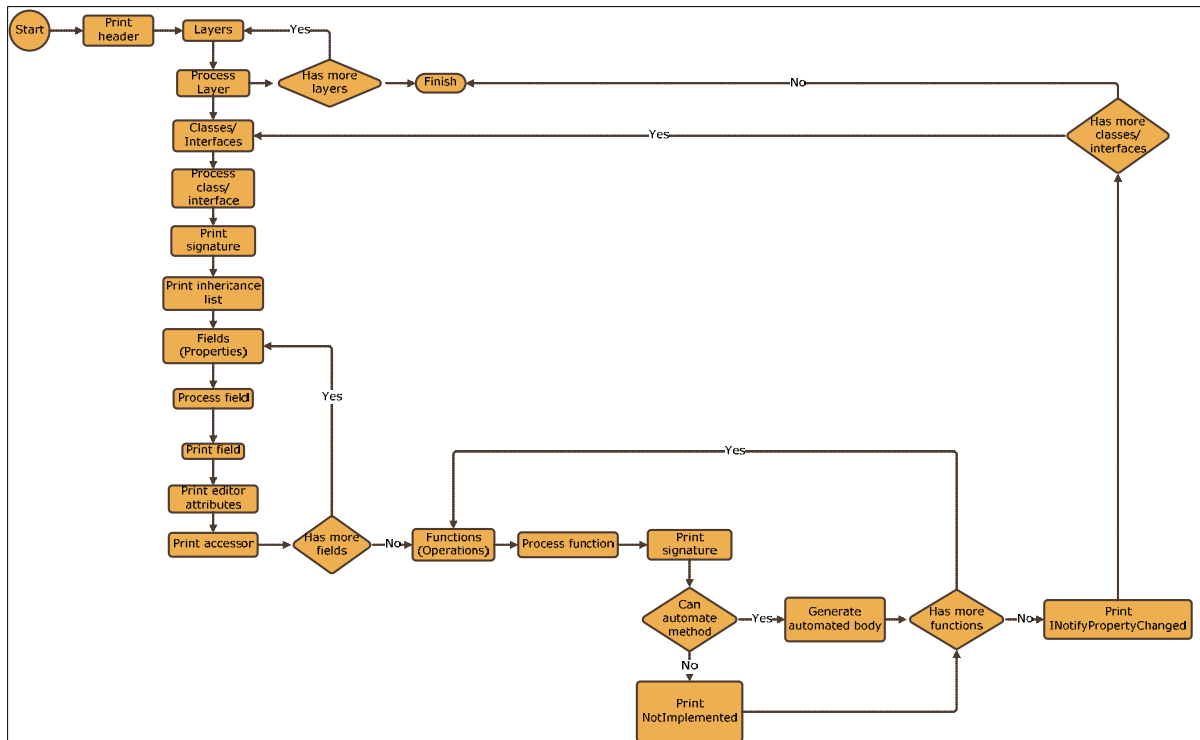 Start
Print
header
Layers
Yes
Process
Layer
Has more
layers
Finish
No
Has more
classes/
interfaces
Classes/
Interfaces
Yes
Process
class/
interface
Print
signature
Print inheritance
list
Fields
(Properties)
Process field
Yes
Print field
Print editor
attributes
Print accessor
Has more
fields
No
Functions
(Operations)
Process function
Print
signature
Yes
Can
automate
method
Yes
Generate
automated body
Has more
functions
No
Print
INotifyPropertyChanged
No
Print
NotImplemented